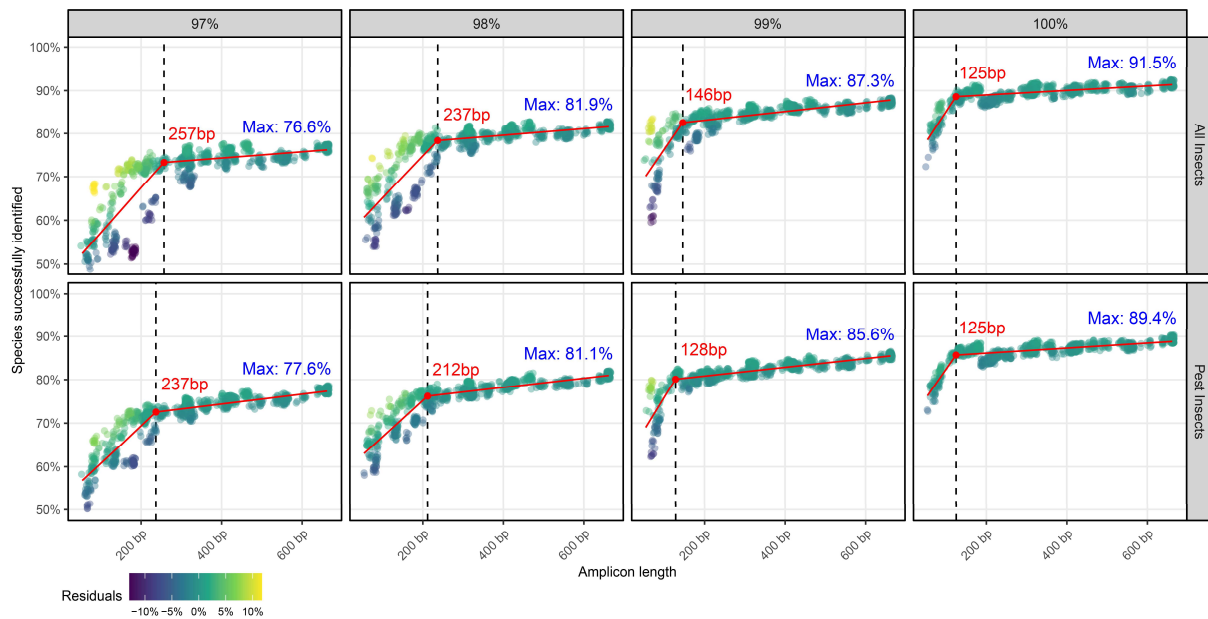 97%
98%
99%
100%
100%
90%
80%
70%
60%
50%
257bp
Max: 76.6%
237bp
Max: 81.9%
146bp
Max: 87.3%
125bp
Max: 91.5%
All Insects
Species successfully identified
100%
90%
80%
70%
60%
50%
237bp
Max: 77.6%
212bp
Max: 81.1%
128bp
Max: 85.6%
125bp
Max: 89.4%
Pest Insects
200 bp
400 bp
600 bp
200 bp
400 bp
600 bp
200 bp
400 bp
600 bp
200 bp
400 bp
600 bp
Amplicon length
Residuals
−10%
−5%
0%
5%
10%